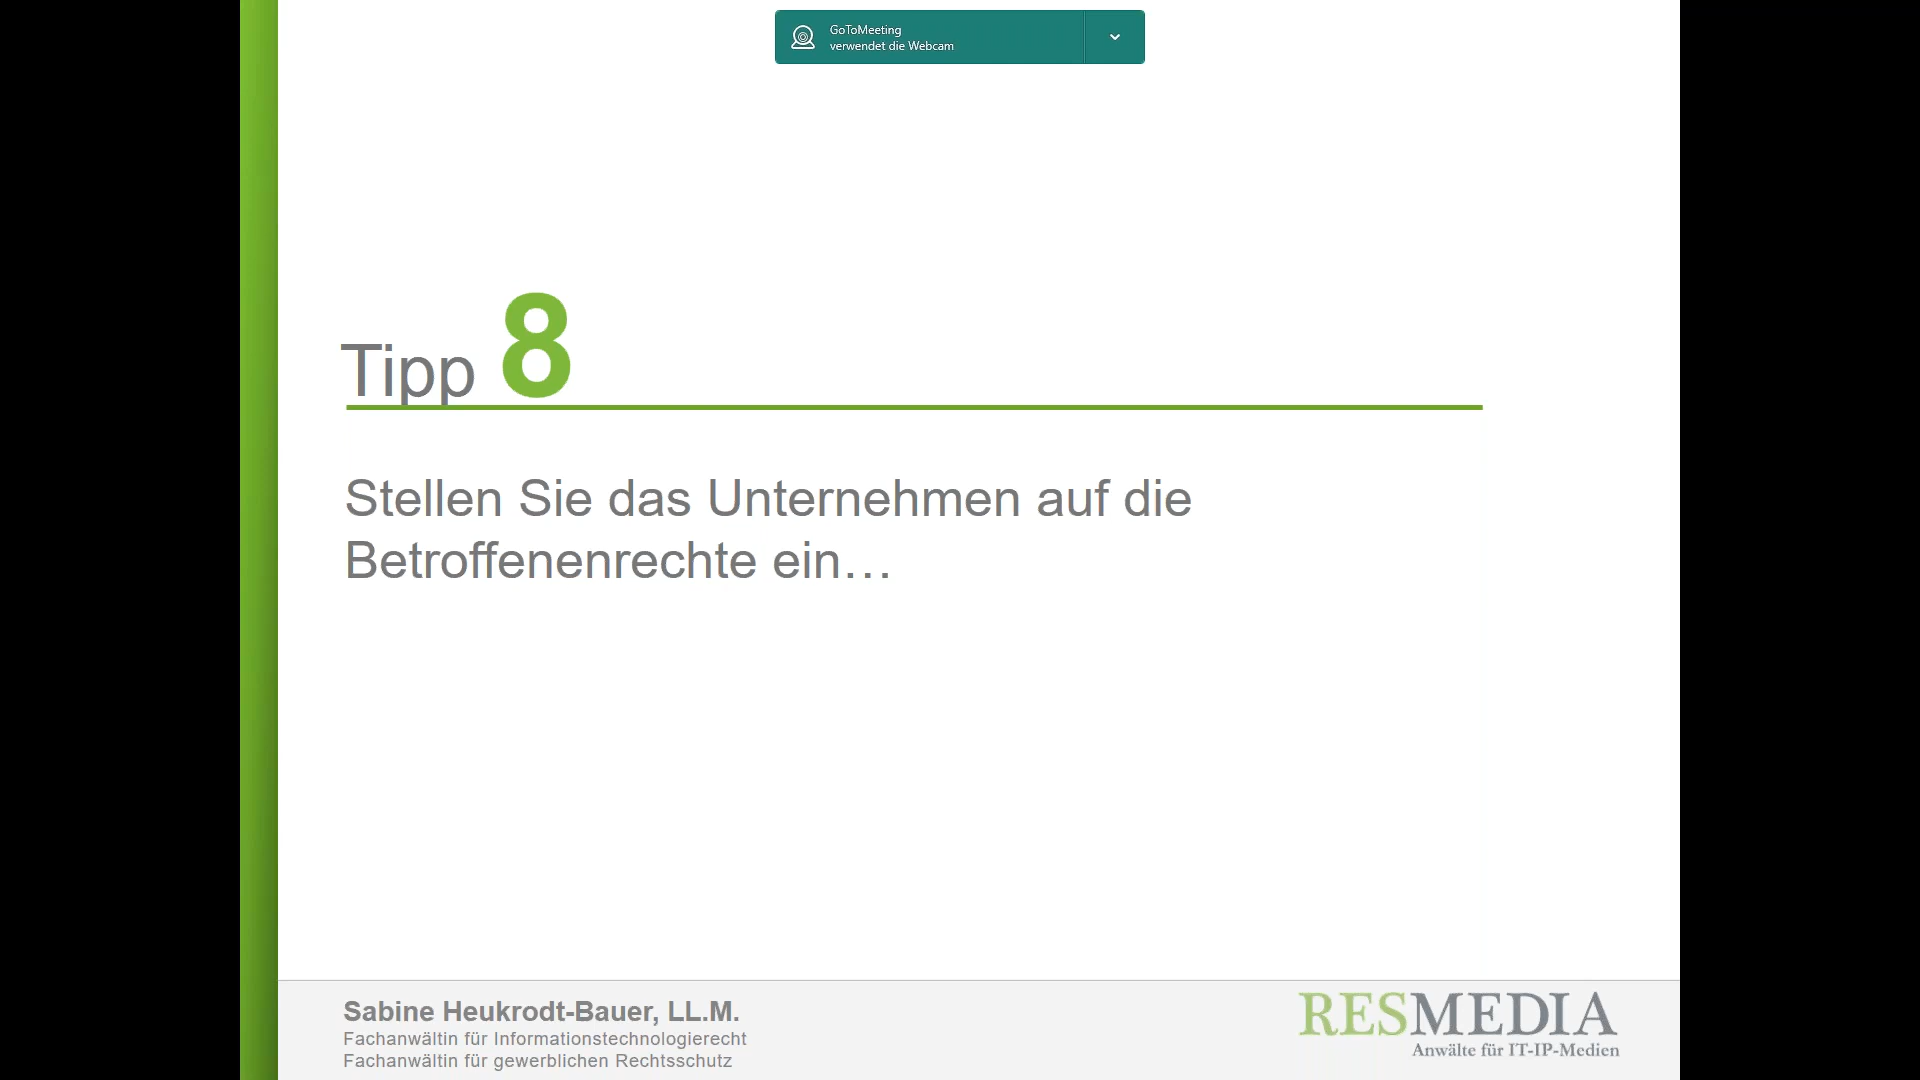 GoToMeeting
verwendet die Webcam
Tipp 8
Stellen Sie das Unternehmen auf die
Betroffenenrechte ein…
Sabine Heukrodt-Bauer, LL.M.
Fachanwältin für Informationstechnologierecht
Fachanwältin für gewerblichen Rechtsschutz
RESMEDIA
Anwälte für IT-IP-Medien